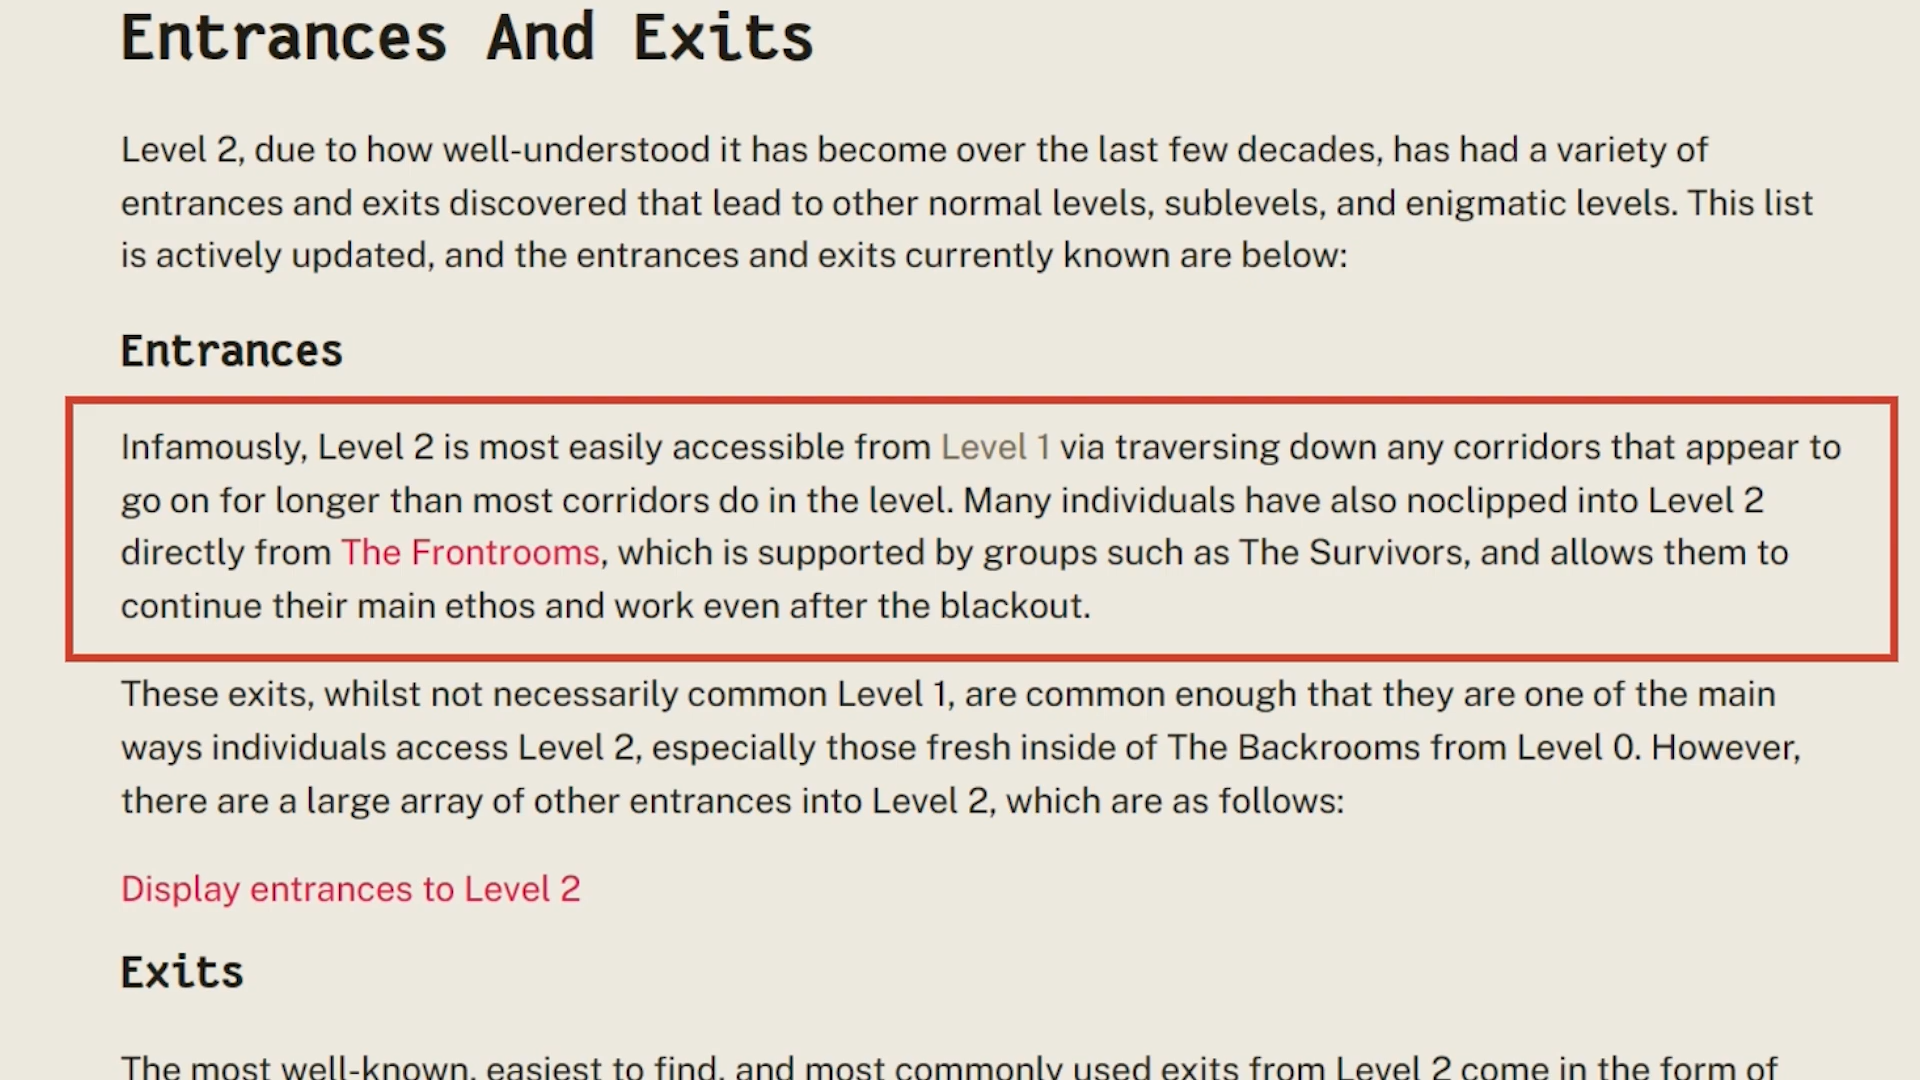 Entrances And Exits
Level 2, due to how well-understood it has become over the last few decades, has had a variety of
entrances and exits discovered that lead to other normal levels, sublevels, and enigmatic levels. This list
is actively updated, and the entrances and exits currently known are below:
Entrances
Infamously, Level 2 is most easily accessible from Level 1 via traversing down any corridors that appear to
go on for longer than most corridors do in the level. Many individuals have also noclipped into Level 2
directly from The Frontrooms, which is supported by groups such as The Survivors, and allows them to
continue their main ethos and work even after the blackout.
These exits, whilst not necessarily common Level 1, are common enough that they are one of the main
ways individuals access Level 2, especially those fresh inside of The Backrooms from Level 0. However,
there are a large array of other entrances into Level 2, which are as follows:
Display entrances to Level 2
Exits
The most well-known, easiest to find, and most commonly used exits from Level 2 come in the form of